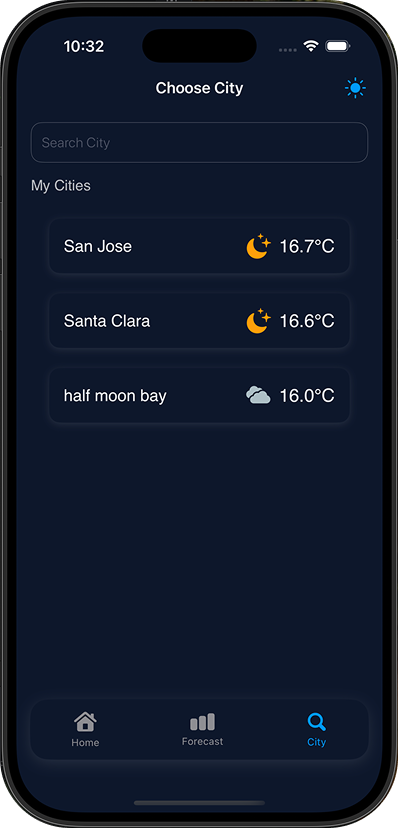 10:32
Choose City
Search City
My Cities
San Jose 16.7°C
Santa Clara 16.6°C
half moon bay 16.0°C
Home Forecast City